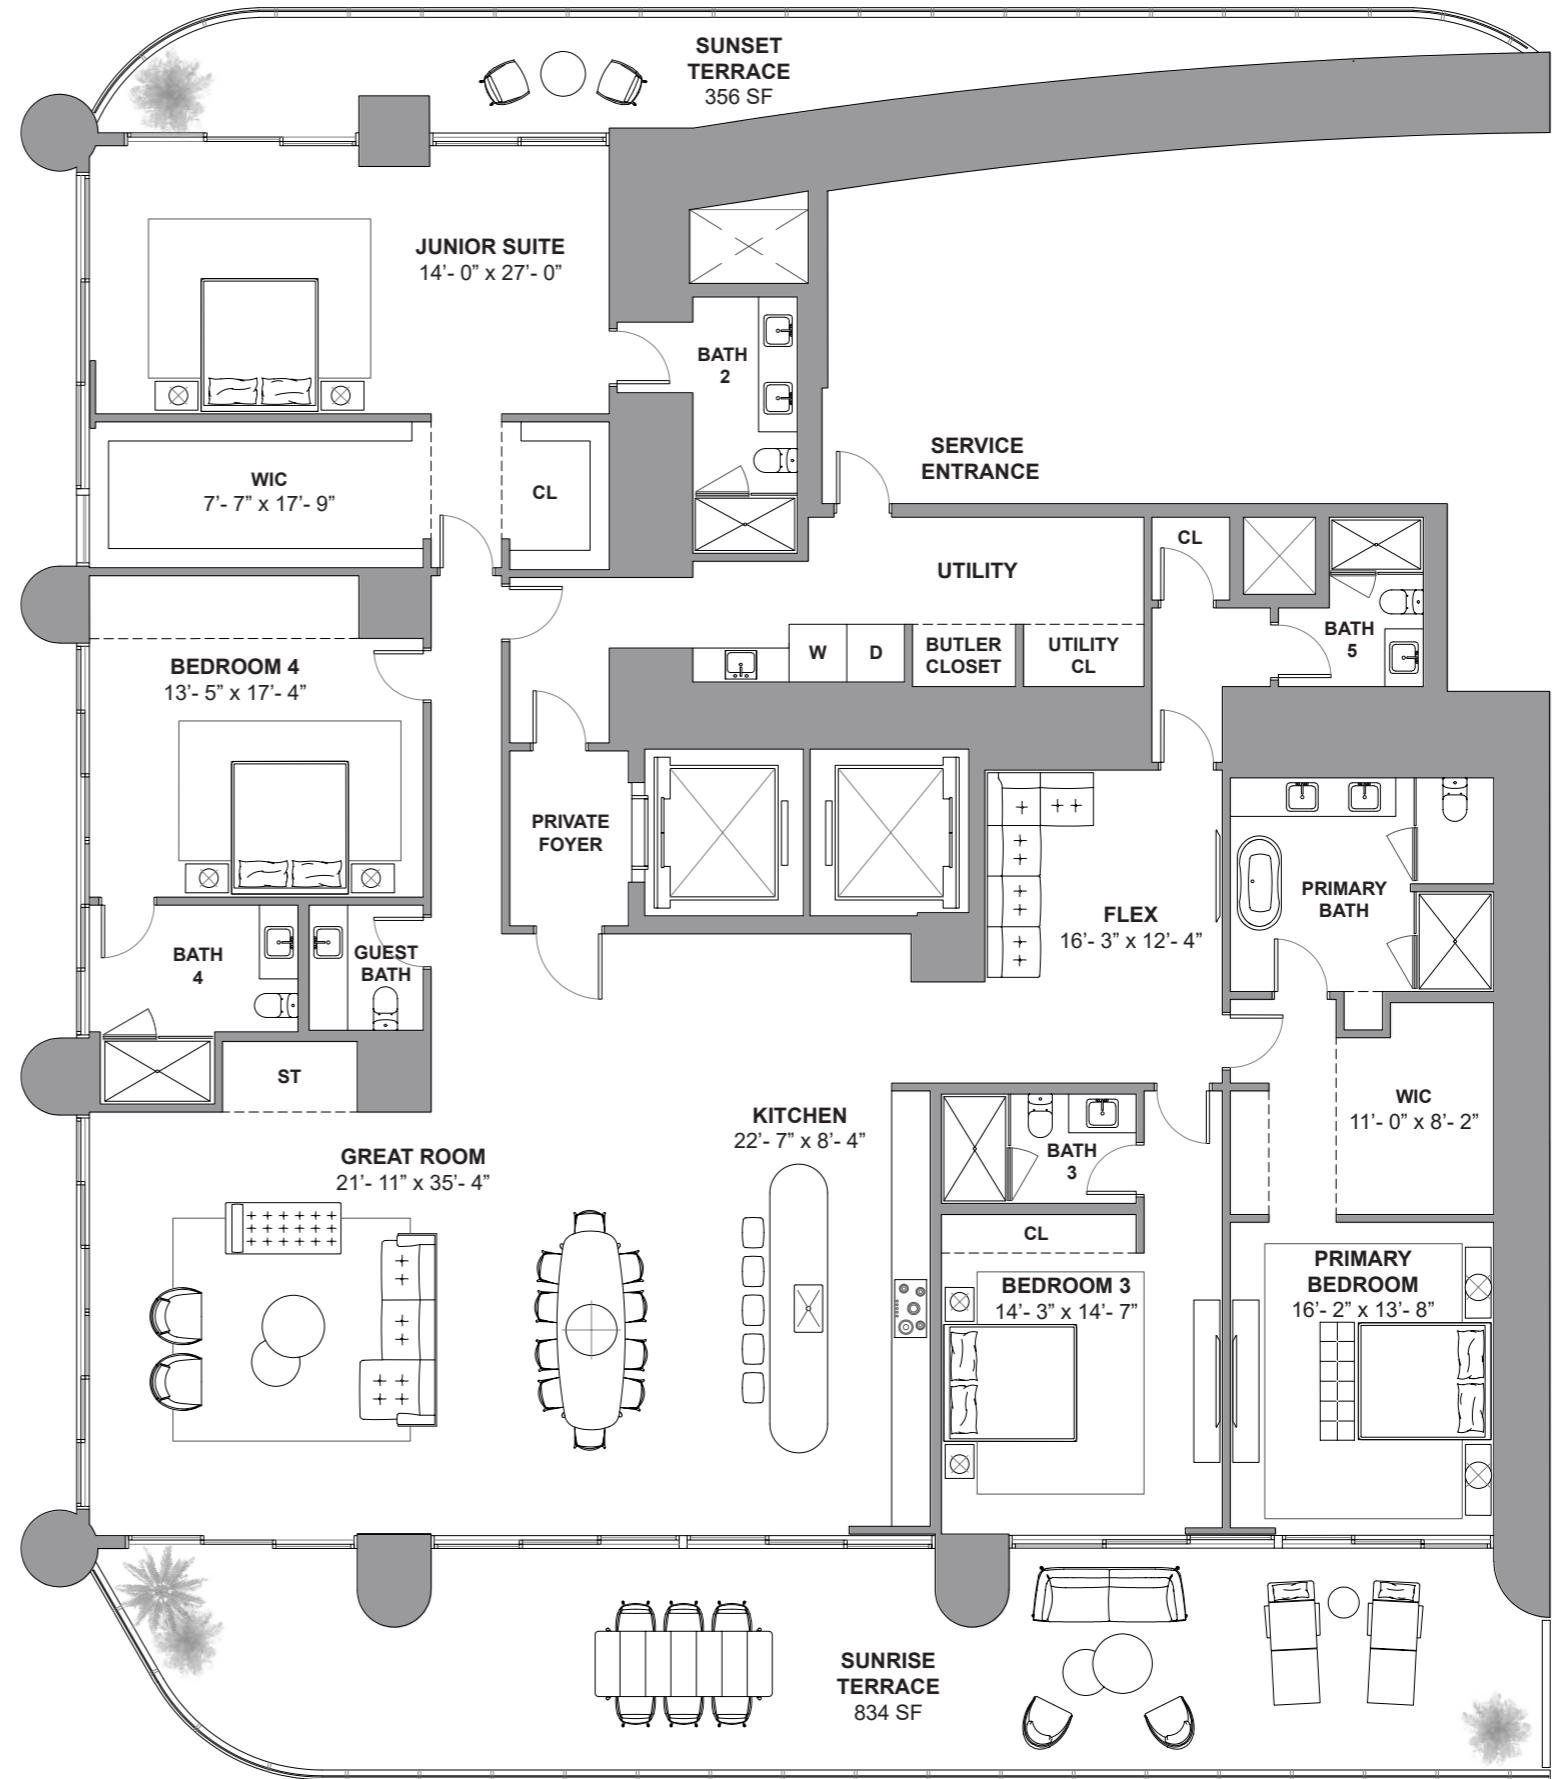 SUNSET
TERRACE
356 SF
JUNIOR SUITE
14’- 0” x 27’- 0”
BATH
2
SERVICE
ENTRANCE
WIC
7’- 7” x 17’- 9”
CL
CL
UTILITY
BATH
5
W
D
BUTLER
CLOSET
UTILITY
CL
BEDROOM 4
13’- 5” x 17’- 4”
PRIVATE
FOYER
PRIMARY
BATH
FLEX
16’- 3” x 12’- 4”
BATH
4
GUEST
BATH
ST
WIC
11’- 0” x 8’- 2”
KITCHEN
22’- 7” x 8’- 4”
BATH
3
GREAT ROOM
21’- 11” x 35’- 4”
CL
BEDROOM 3
14’- 3” x 14’- 7”
PRIMARY
BEDROOM
16’- 2” x 13’- 8”
SUNRISE
TERRACE
834 SF